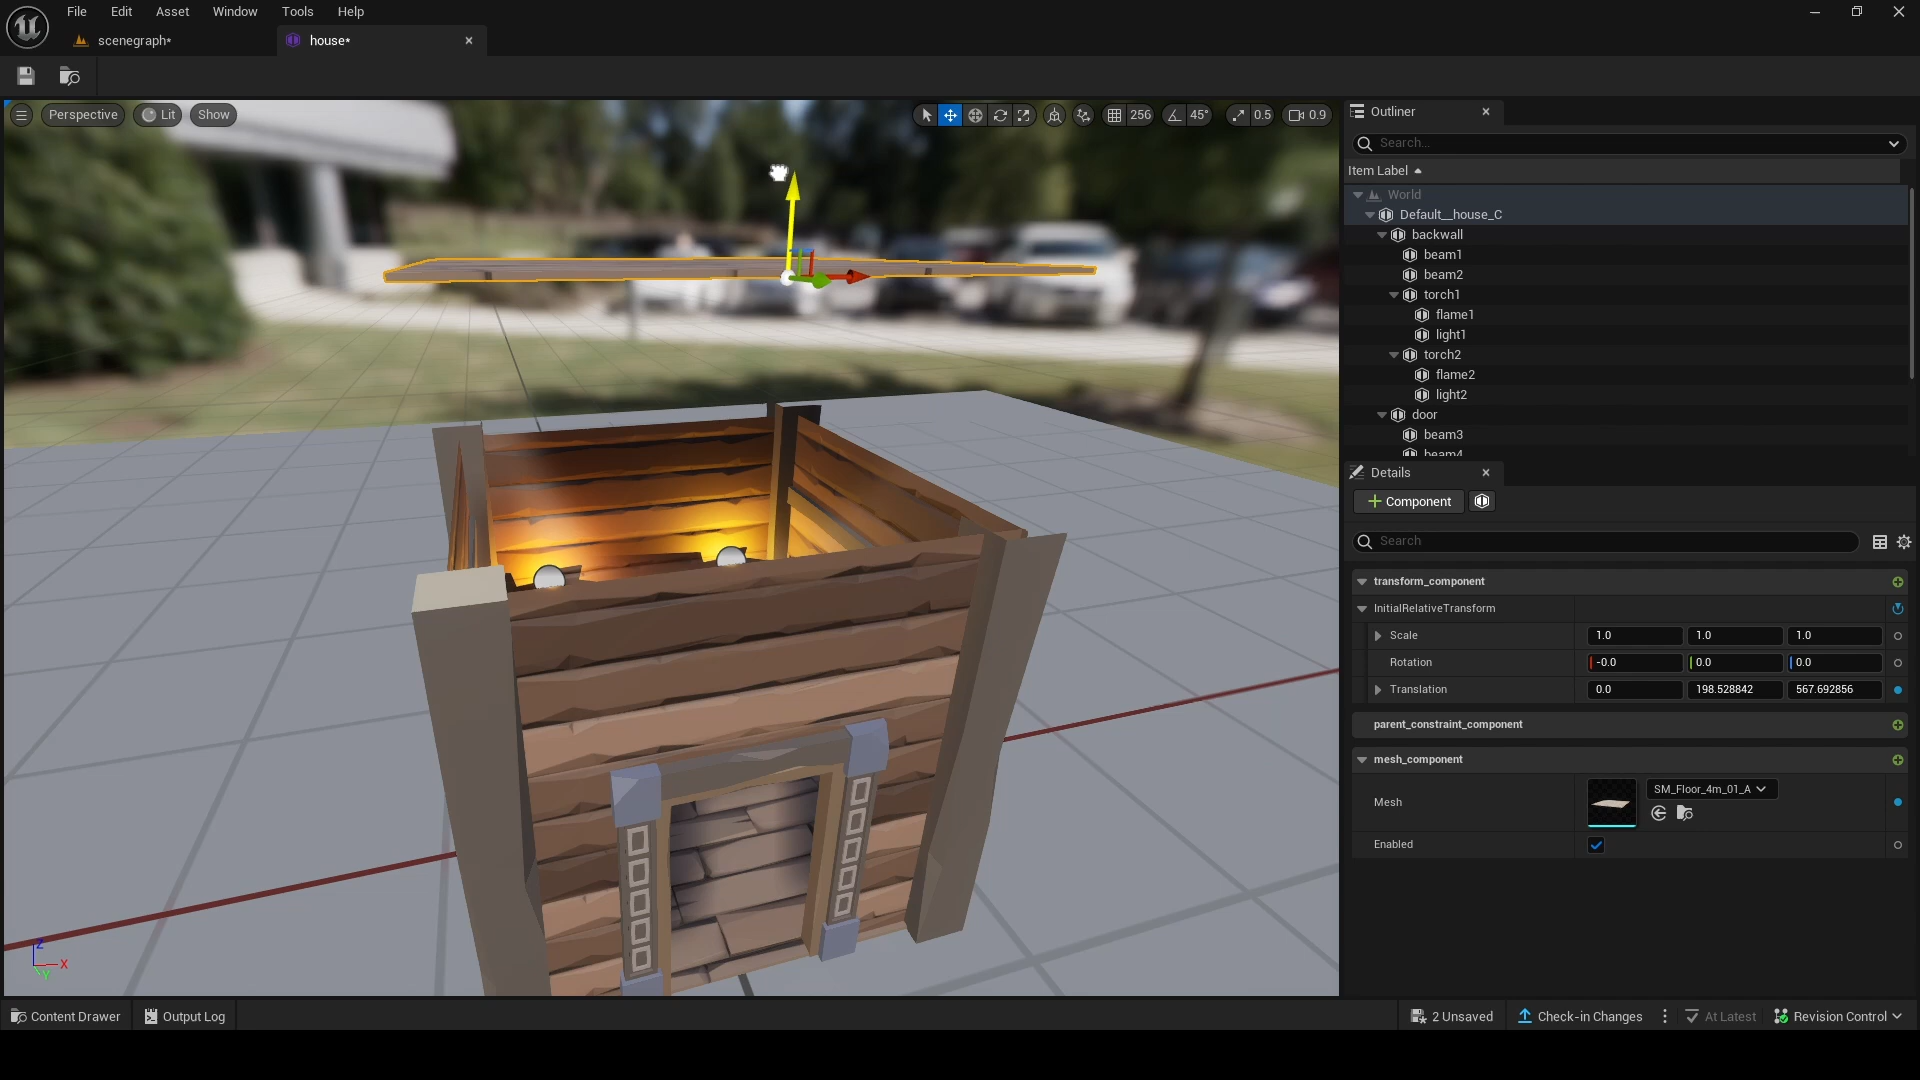 File Edit Asset Window Tools Help
scenegraph* house*
Perspective Lit Show 256 45° 0.5 0.9
Outliner
Search...
Item Label
World
Default__house_C
backwall
beam1
beam2
torch1
flame1
light1
torch2
flame2
light2
door
beam3
beam4
Details
Component
Search
transform_component
InitialRelativeTransform
Scale 1.0 1.0 1.0
Rotation -0.0 0.0 0.0
Translation 0.0 198.528842 567.692856
parent_constraint_component
mesh_component
Mesh SM_Floor_4m_01_A
Enabled
Z
X
Y
Content Drawer Output Log 2 Unsaved Check-in Changes At Latest Revision Control